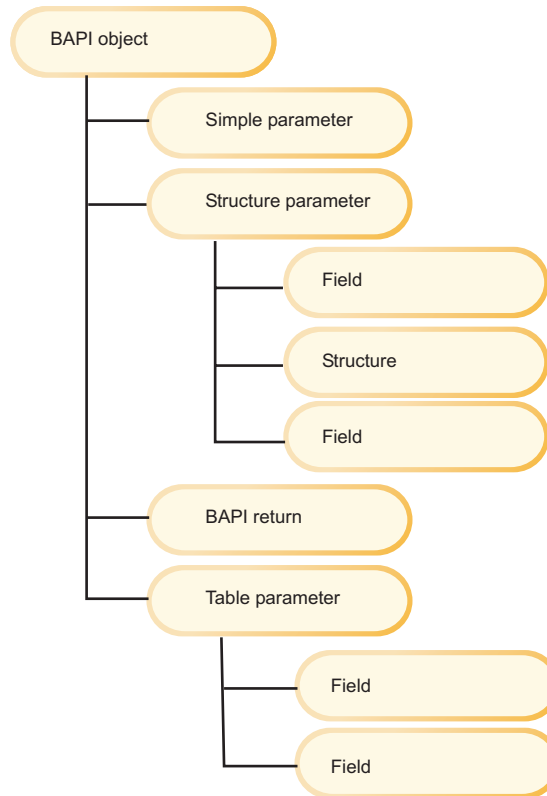 BAPI object
Simple parameter
Structure parameter
Field
Structure
Field
BAPI return
Table parameter
Field
Field